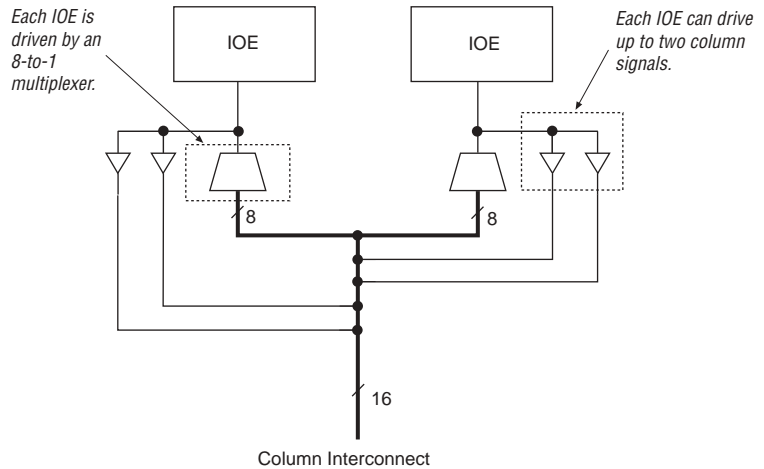 Each IOE is
driven by an
8-to-1
multiplexer.
IOE
IOE
Each IOE can drive
up to two column
signals.
8
8
16
Column Interconnect